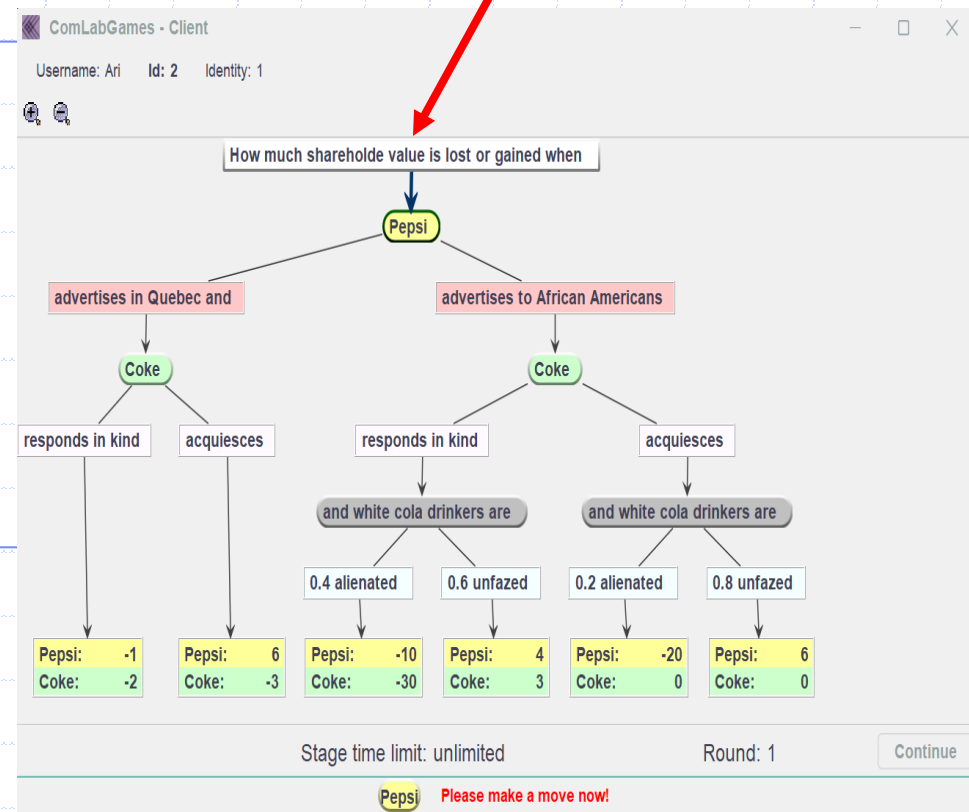 ComLabGames - Client
Username: Ari Id: 2 Identity: 1
How much shareholde value is lost or gained when
Pepsi
advertises in Quebec and
advertises to African Americans
Coke
Coke
responds in kind
acquiesces
responds in kind
acquiesces
and white cola drinkers are
and white cola drinkers are
0.4 alienated
0.6 unfazed
0.2 alienated
0.8 unfazed
Pepsi: -1
Coke: -2
Pepsi: 6
Coke: -3
Pepsi: -10
Coke: -30
Pepsi: 4
Coke: 3
Pepsi: -20
Coke: 0
Pepsi: 6
Coke: 0
Stage time limit: unlimited
Round: 1
Continue
Pepsi Please make a move now!